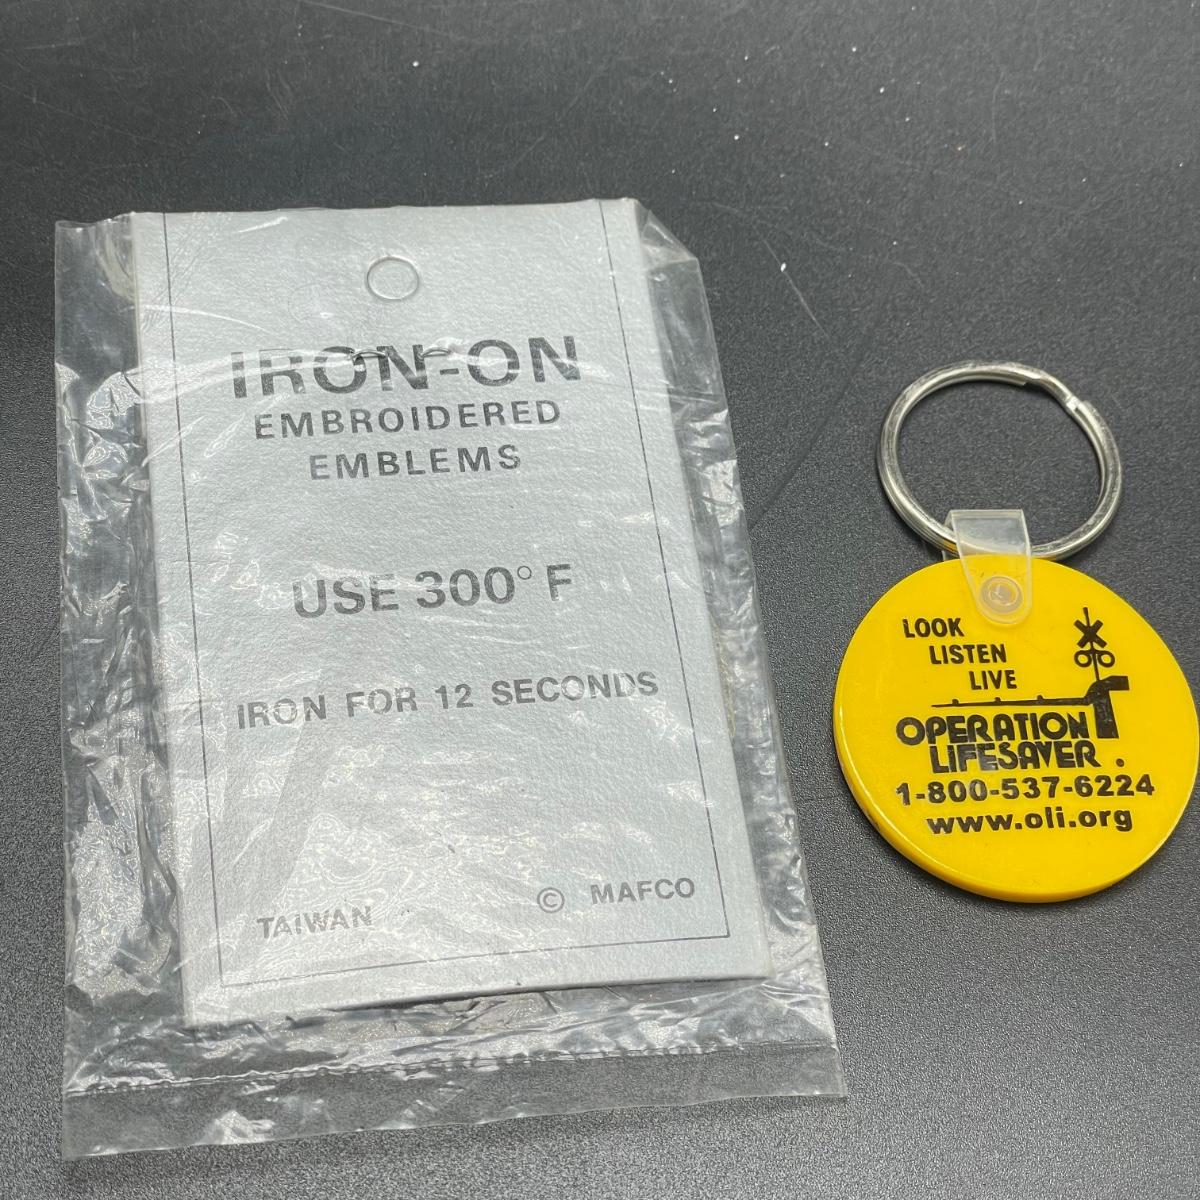 IRON-ON
EMBROIDERED
EMBLEMS
USE 300° F
IRON FOR 12 SECONDS
TAIWAN
© MAFCO
LOOK
LISTEN
LIVE
OPERATION
LIFESAVER
1-800-537-6224
www.oli.org